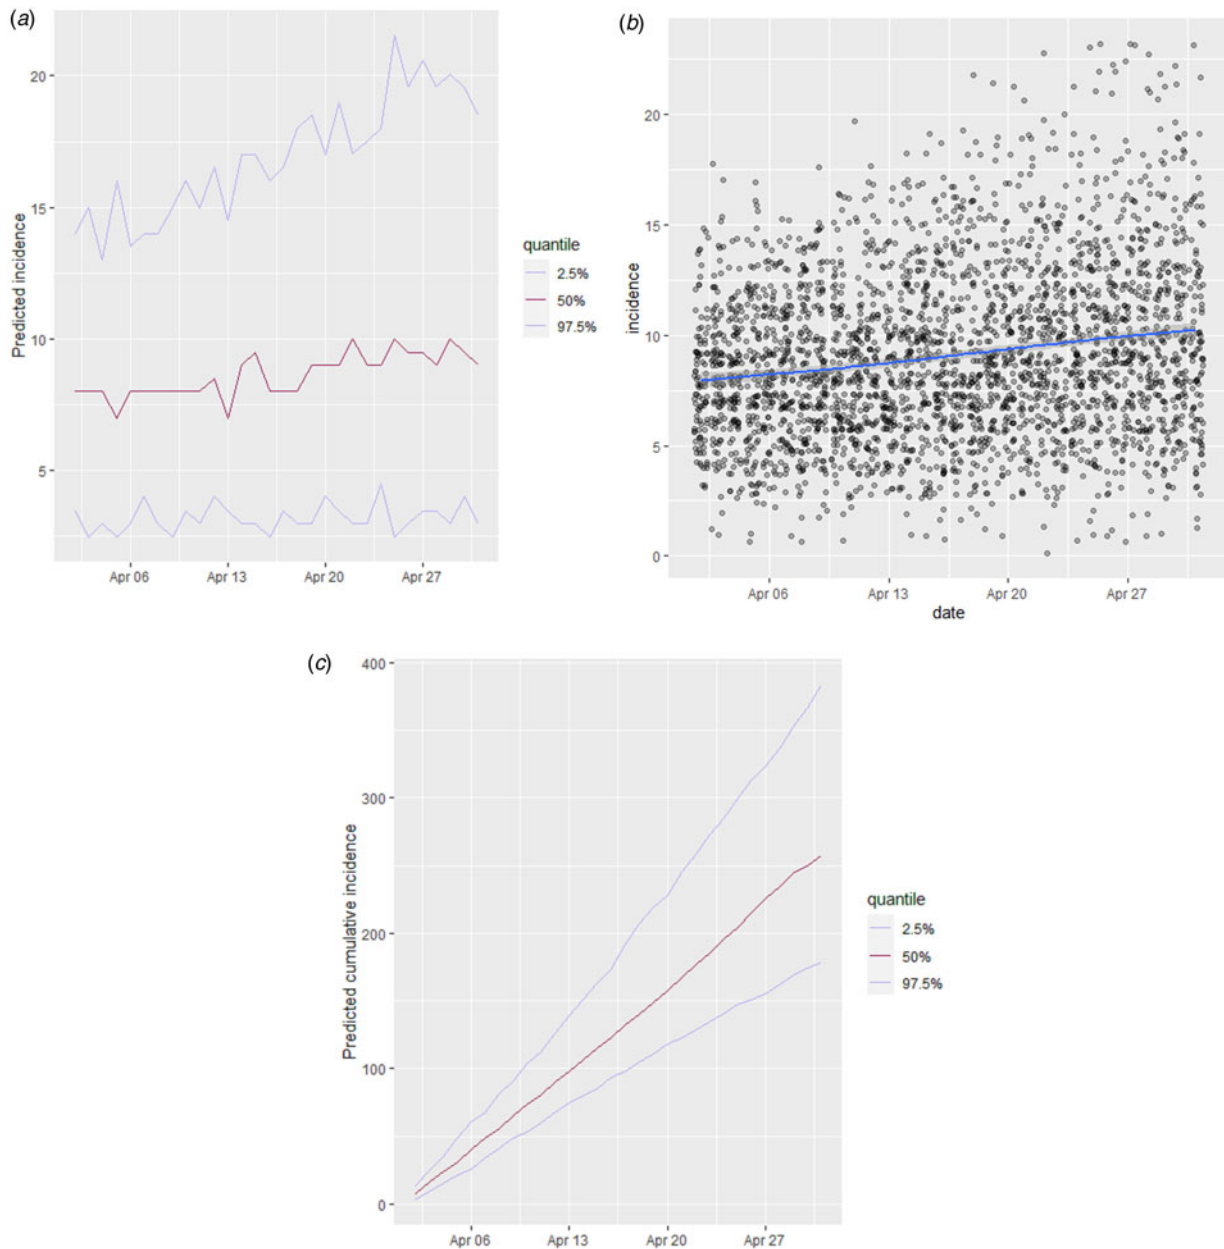 (a)
Predicted incidence
20
15
10
5
Apr 06 Apr 13 Apr 20 Apr 27
quantile
2.5%
50%
97.5%
(b)
incidence
20
15
10
5
0
Apr 06 Apr 13 Apr 20 Apr 27
date
(c)
Predicted cumulative incidence
400
300
200
100
0
Apr 06 Apr 13 Apr 20 Apr 27
quantile
2.5%
50%
97.5%